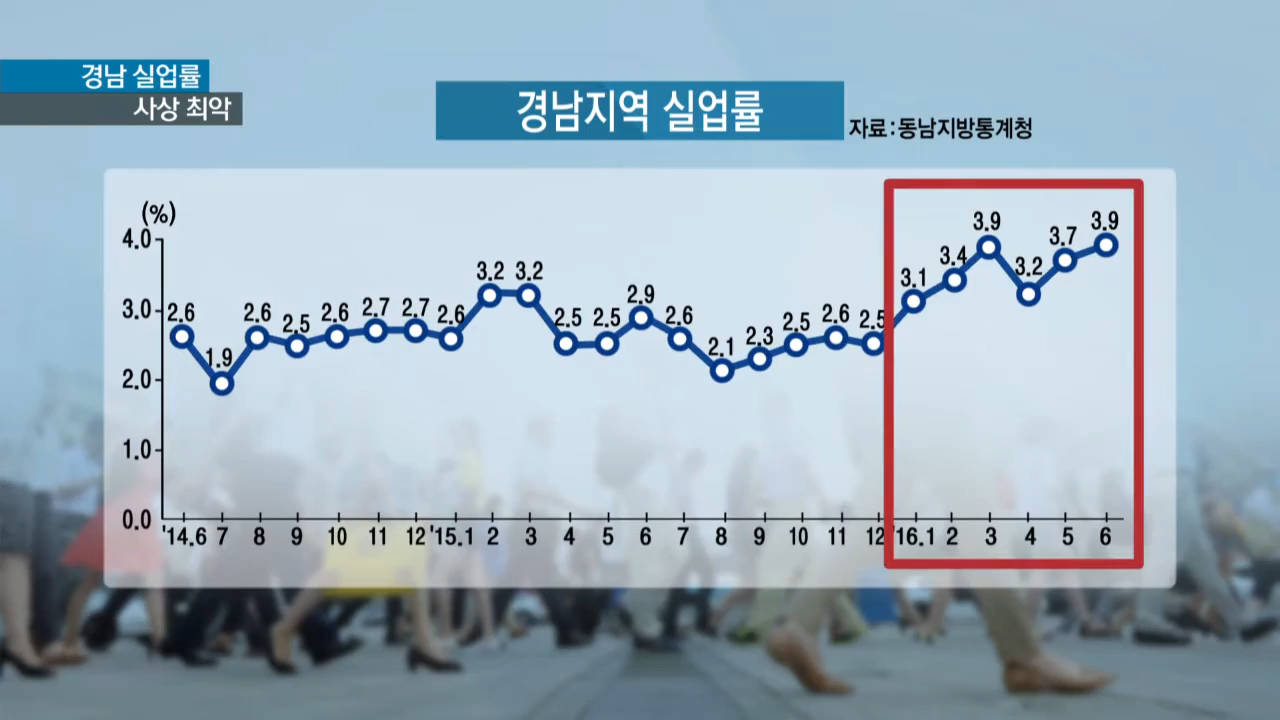 경남 실업률
사상 최악
경남지역 실업률
자료:동남지방통계청
(%)
4.0
3.0
2.0
1.0
0.0
2.6 1.9 2.6 2.5 2.6 2.7 2.7 2.6 3.2 3.2 2.5 2.5 2.9 2.6 2.1 2.3 2.5 2.6 2.5 3.1 3.4 3.9 3.2 3.7 3.9
'14.6 7 8 9 10 11 12 '15.1 2 3 4 5 6 7 8 9 10 11 12 '16.1 2 3 4 5 6